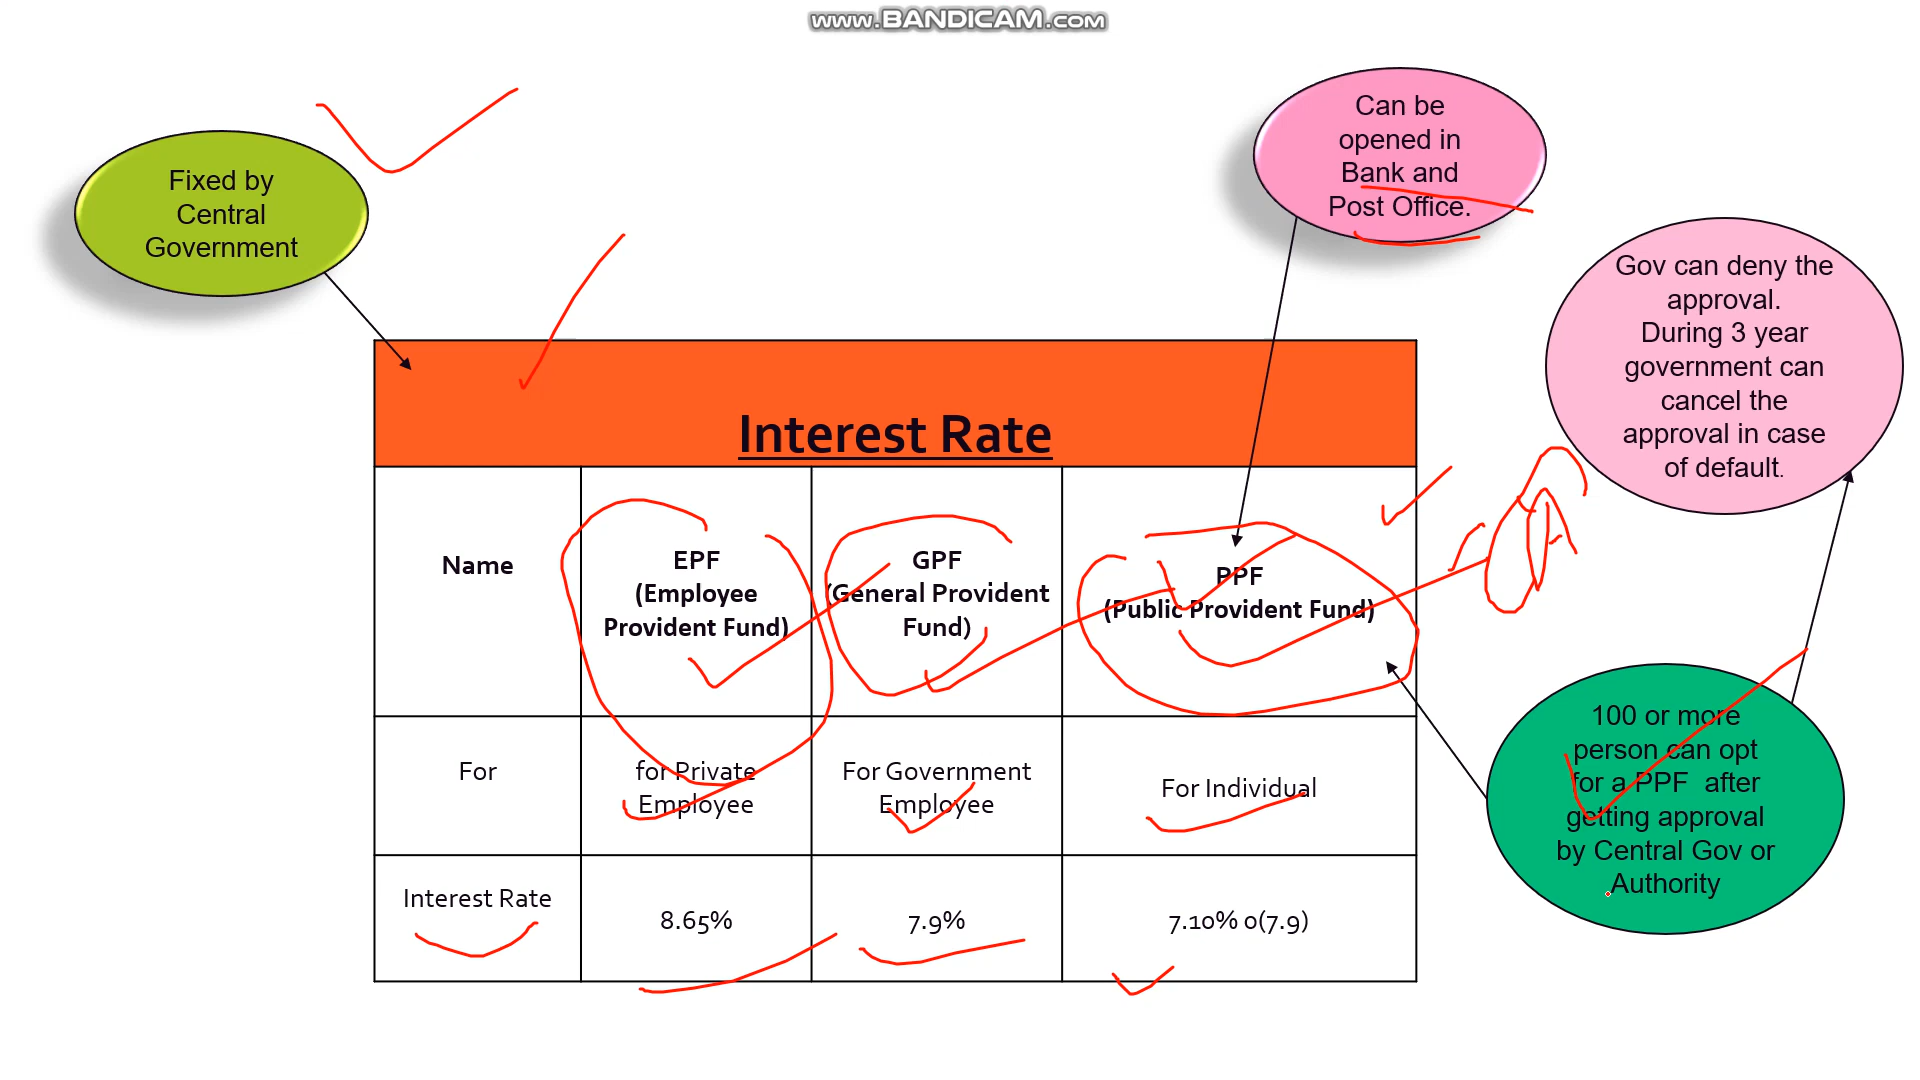 www.BANDICAM.com
Fixed by
Central
Government
Can be
opened in
Bank and
Post Office.
Gov can deny the
approval.
During 3 year
government can
cancel the
approval in case
of default.
Interest Rate
Name
EPF
(Employee
Provident Fund)
GPF
(General Provident
Fund)
PPF
(Public Provident Fund)
For
for Private
Employee
For Government
Employee
For Individual
Interest Rate
8.65%
7.9%
7.10% 0(7.9)
100 or more
person can opt
for a PPF after
getting approval
by Central Gov or
Authority